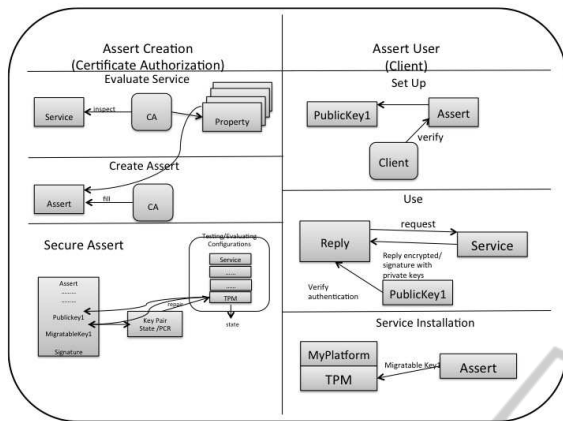 Assert Creation
(Certificate Authorization)
Evaluate Service
Service
inspect
CA
Property
Create Assert
Assert
fill
CA
Secure Assert
Testing/Evaluating
Configurations
Service
......
......
TPM
state
Assert
........
........
Publickey1
MigratableKey1
Signature
Key Pair
State /PCR
Assert User
(Client)
Set Up
PublicKey1
Assert
verify
Client
Use
Reply
request
Service
Reply encrypted/
signature with
private keys
Verify
authentication
PublicKey1
Service Installation
MyPlatform
TPM
Migratable Key1
Assert